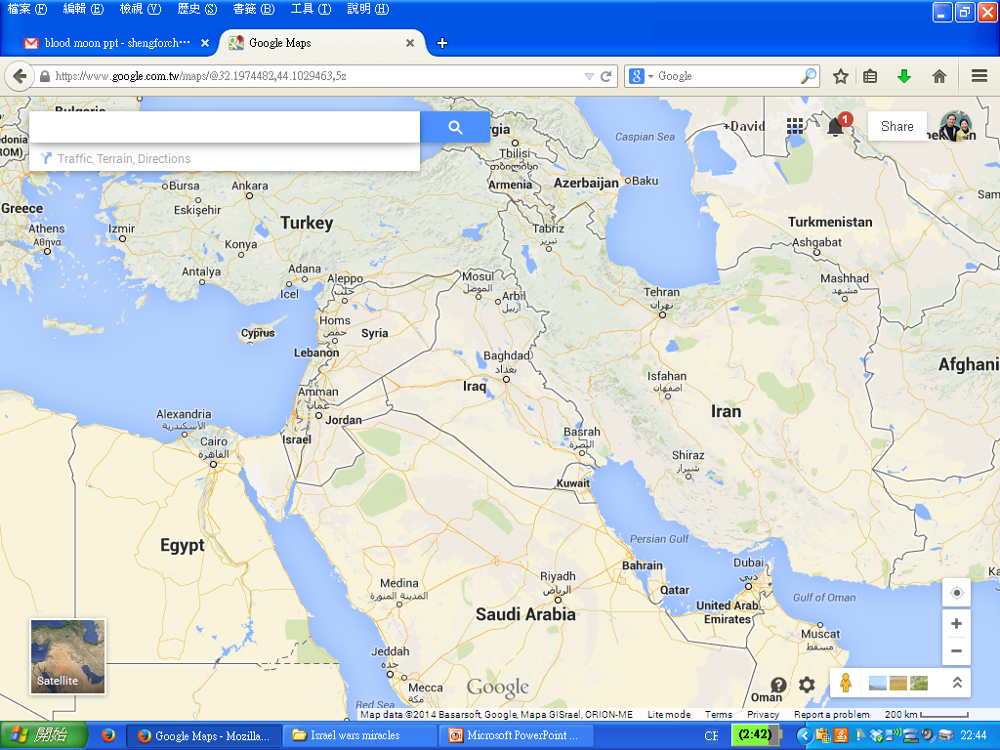 檔案 (F) 編輯 (E) 檢視 (V) 歷史 (S) 書籤 (B) 工具 (T) 說明 (H)
blood moon ppt - shengforch···
Google Maps
https://www.google.com.tw/maps/@32.1974482,44.1029463,5z
Google
+David
1
Share
Traffic, Terrain, Directions
Caspian Sea
Tbilisi
თბილისი
Armenia
Azerbaijan
Baku
Bursa
Ankara
Eskişehir
Greece
Athens
Αθήνα
Izmir
Turkey
Konya
Antalya
Adana
Icel
Tabriz
تبریز
Turkmenistan
Ashgabat
Mashhad
مشهد
Aleppo
حلب
Mosul
الموصل
Arbil
أربيل
Tehran
تهران
Homs
حمص
Cyprus
Syria
Lebanon
Baghdad
بغداد
Iraq
Isfahan
اصفهان
Afghani
Amman
عمان
Jordan
Israel
Iran
Alexandria
الأسكندرية
Cairo
القاهرة
Basrah
البصرة
Shiraz
شیراز
Kuwait
Egypt
Persian Gulf
Bahrain
Dubai
دبي
Qatar
Medina
المدينة المنورة
Riyadh
الرياض
Saudi Arabia
United Arab
Emirates
Gulf of Oman
Muscat
مسقط
Jeddah
جدة
Mecca
مكة
Red Sea
Oman
Satellite
Google
Map data ©2014 Basarsoft, Google, Mapa GISrael, ORION-ME Lite mode Terms Privacy Report a problem 200 km
開始
Google Maps - Mozilla...
Israel wars miracles
Microsoft PowerPoint ...
CH
(2:42)
22:44